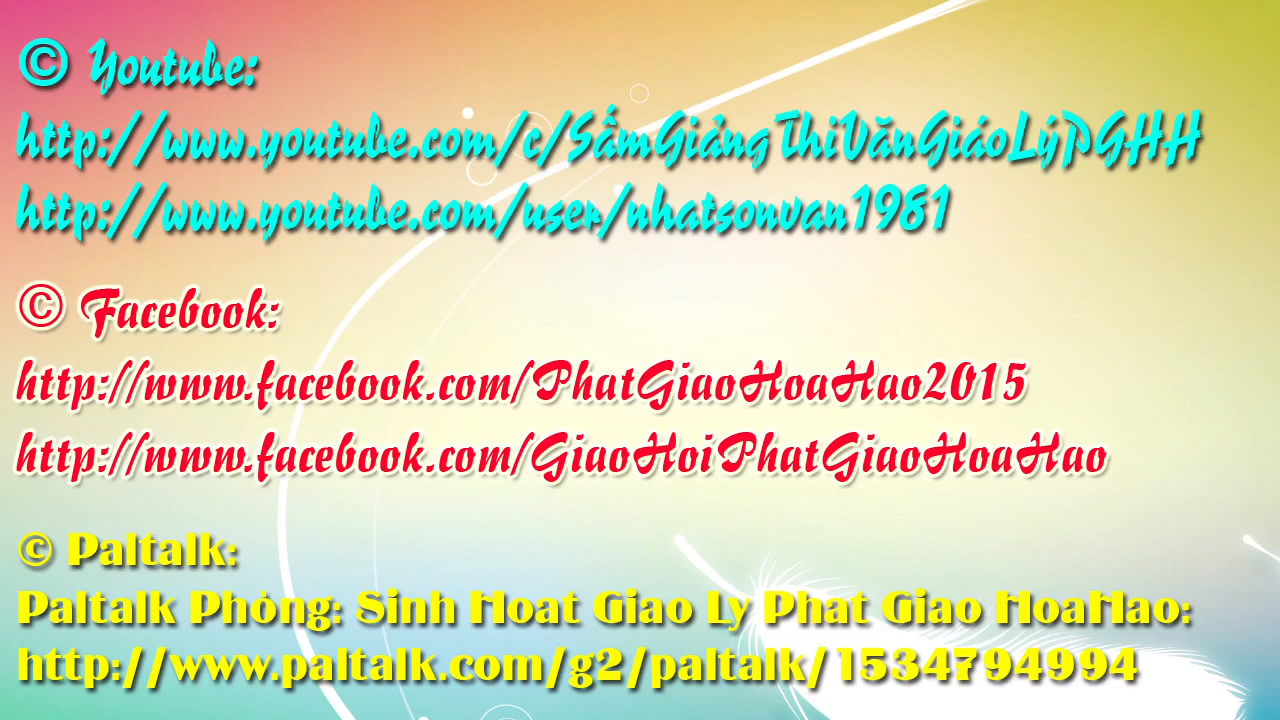 © Youtube:
http://www.youtube.com/c/SấmGiảngThiVănGiáoLýPGHH
http://www.youtube.com/user/nhatsonvan1981
© Facebook:
http://www.facebook.com/PhatGiaoHoaHao2015
http://www.facebook.com/GiaoHoiPhatGiaoHoaHao
© Paltalk:
Paltalk Phòng: Sinh Hoat Giao Ly Phat Giao HoaHao:
http://www.paltalk.com/g2/paltalk/1534794994